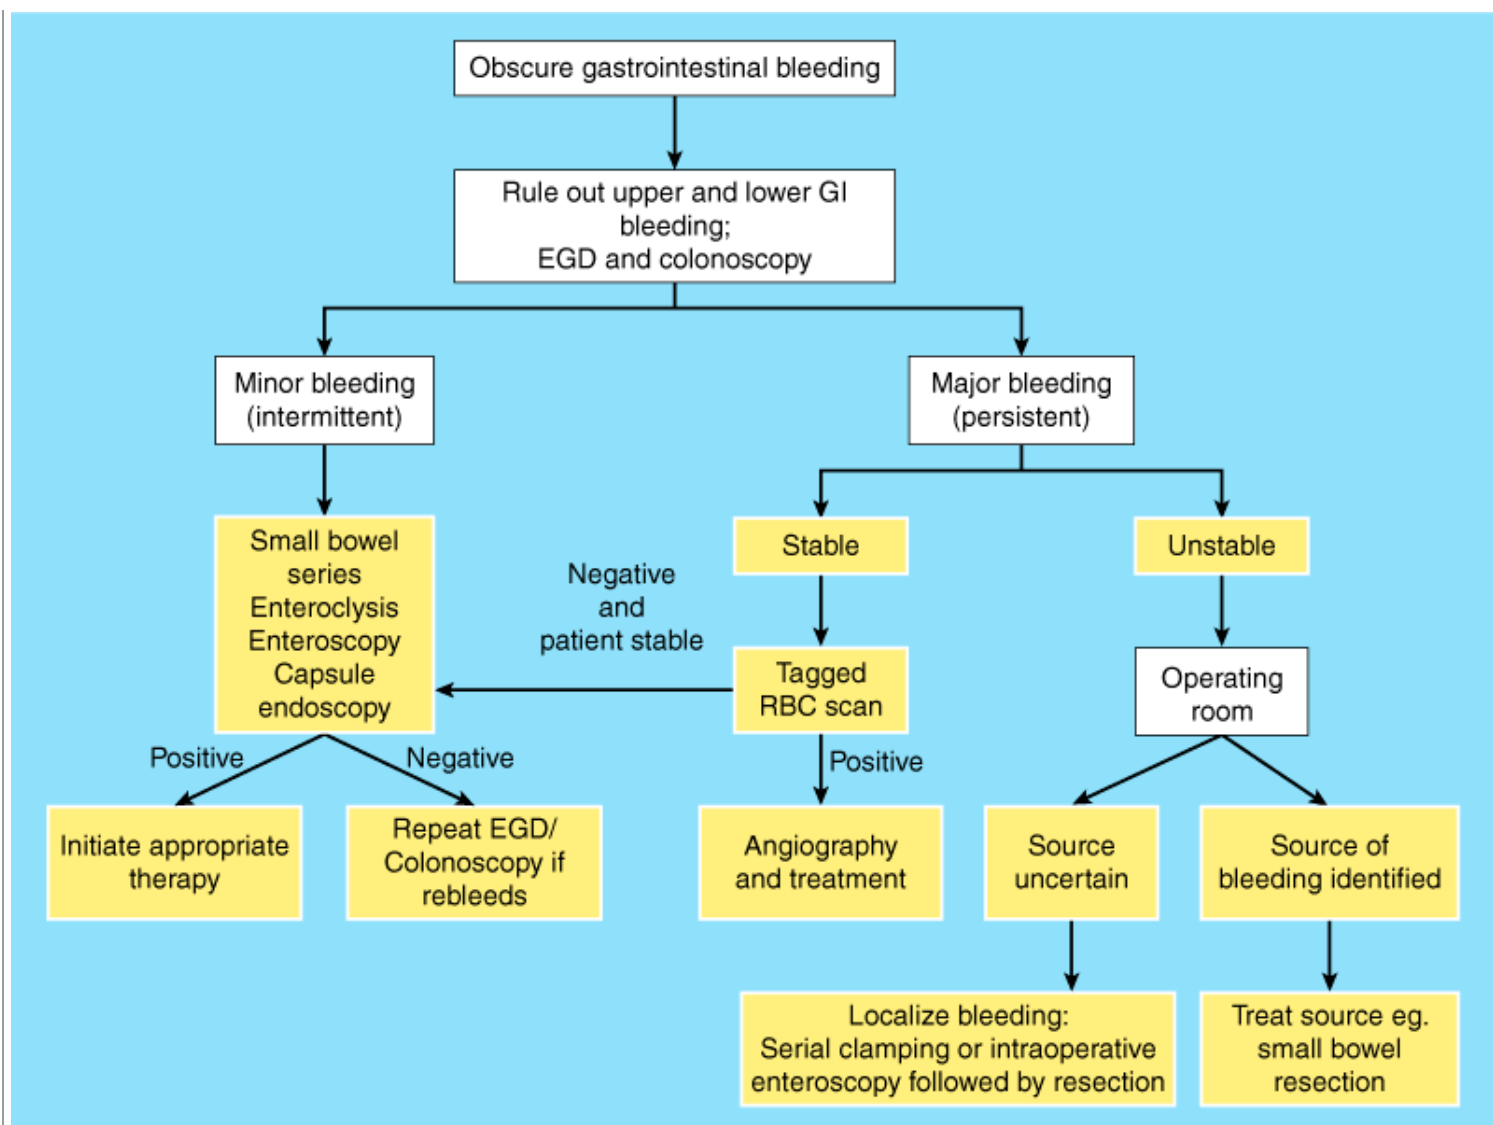 Obscure gastrointestinal bleeding
Rule out upper and lower GI
bleeding;
EGD and colonoscopy
Minor bleeding
(intermittent)
Major bleeding
(persistent)
Small bowel
series
Enteroclysis
Enteroscopy
Capsule
endoscopy
Negative
and
patient stable
Stable
Unstable
Tagged
RBC scan
Operating
room
Positive
Negative
Positive
Initiate appropriate
therapy
Repeat EGD/
Colonoscopy if
rebleeds
Angiography
and treatment
Source
uncertain
Source of
bleeding identified
Localize bleeding:
Serial clamping or intraoperative
enteroscopy followed by resection
Treat source eg.
small bowel
resection